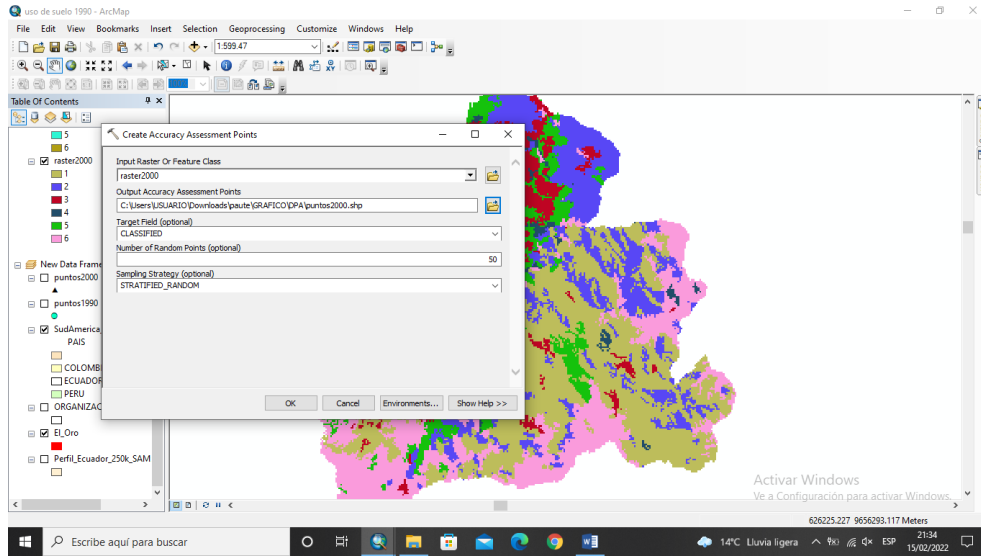 uso de suelo 1990 - ArcMap
File Edit View Bookmarks Insert Selection Geoprocessing Customize Windows Help
1:599.47
Table Of Contents
5
6
raster2000
1
2
3
4
5
6
New Data Frame
puntos2000
puntos1990
SudAmerica_
PAIS
COLOMB
ECUADOR
PERU
ORGANIZAC
El_Oro
Perfil_Ecuador_250k_SAM
Create Accuracy Assessment Points
Input Raster Or Feature Class
raster2000
Output Accuracy Assessment Points
C:\Users\USUARIO\Downloads\paute\GRAFICO\DPA\puntos2000.shp
Target Field (optional)
CLASSIFIED
Number of Random Points (optional)
50
Sampling Strategy (optional)
STRATIFIED_RANDOM
OK Cancel Environments... Show Help >>
Activar Windows
Ve a Configuración para activar Windows.
626225.227 9656293.117 Meters
Escribe aquí para buscar
14°C Lluvia ligera
ESP
21:34
15/02/2022